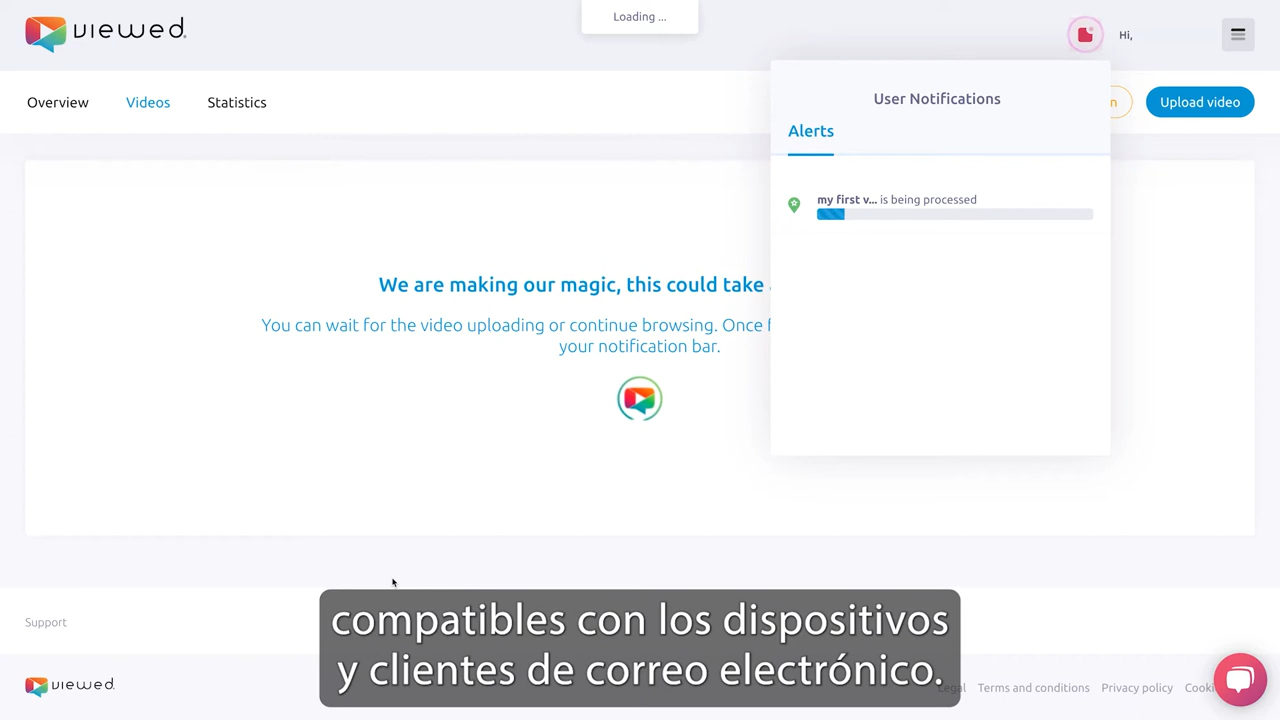 viewed
Loading ...
Hi,
Overview
Videos
Statistics
n
Upload video
User Notifications
Alerts
my first v... is being processed
We are making our magic, this could take
You can wait for the video uploading or continue browsing. Once
your notification bar.
compatibles con los dispositivos
y clientes de correo electrónico.
Support
viewed
Legal
Terms and conditions
Privacy policy
Cooki